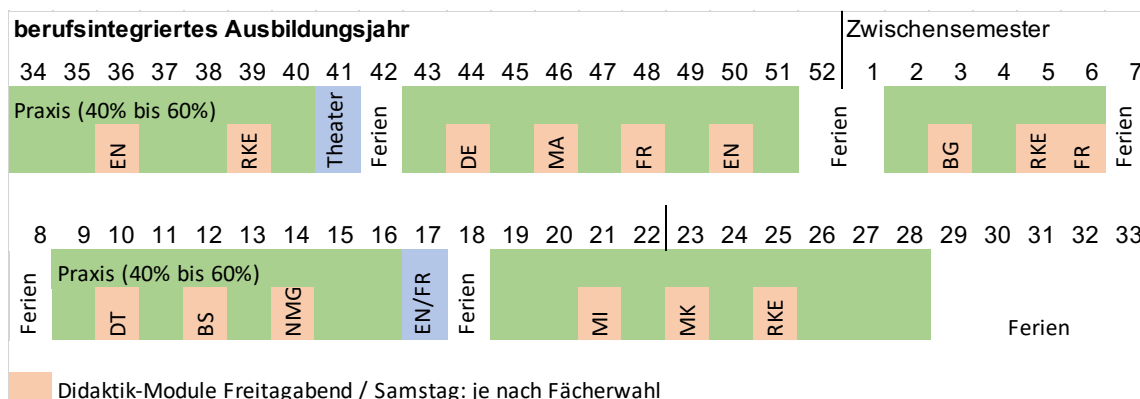 berufsintegriertes Ausbildungsjahr Zwischensemester
34 35 36 37 38 39 40 41 42 43 44 45 46 47 48 49 50 51 52 1 2 3 4 5 6 7
Praxis (40% bis 60%)
EN RKE Theater Ferien DE MA FR EN Ferien BG RKE FR Ferien
8 9 10 11 12 13 14 15 16 17 18 19 20 21 22 23 24 25 26 27 28 29 30 31 32 33
Praxis (40% bis 60%)
Ferien DT BS NMG EN/FR Ferien MI MK RKE Ferien
Didaktik-Module Freitagabend / Samstag: je nach Fächerwahl